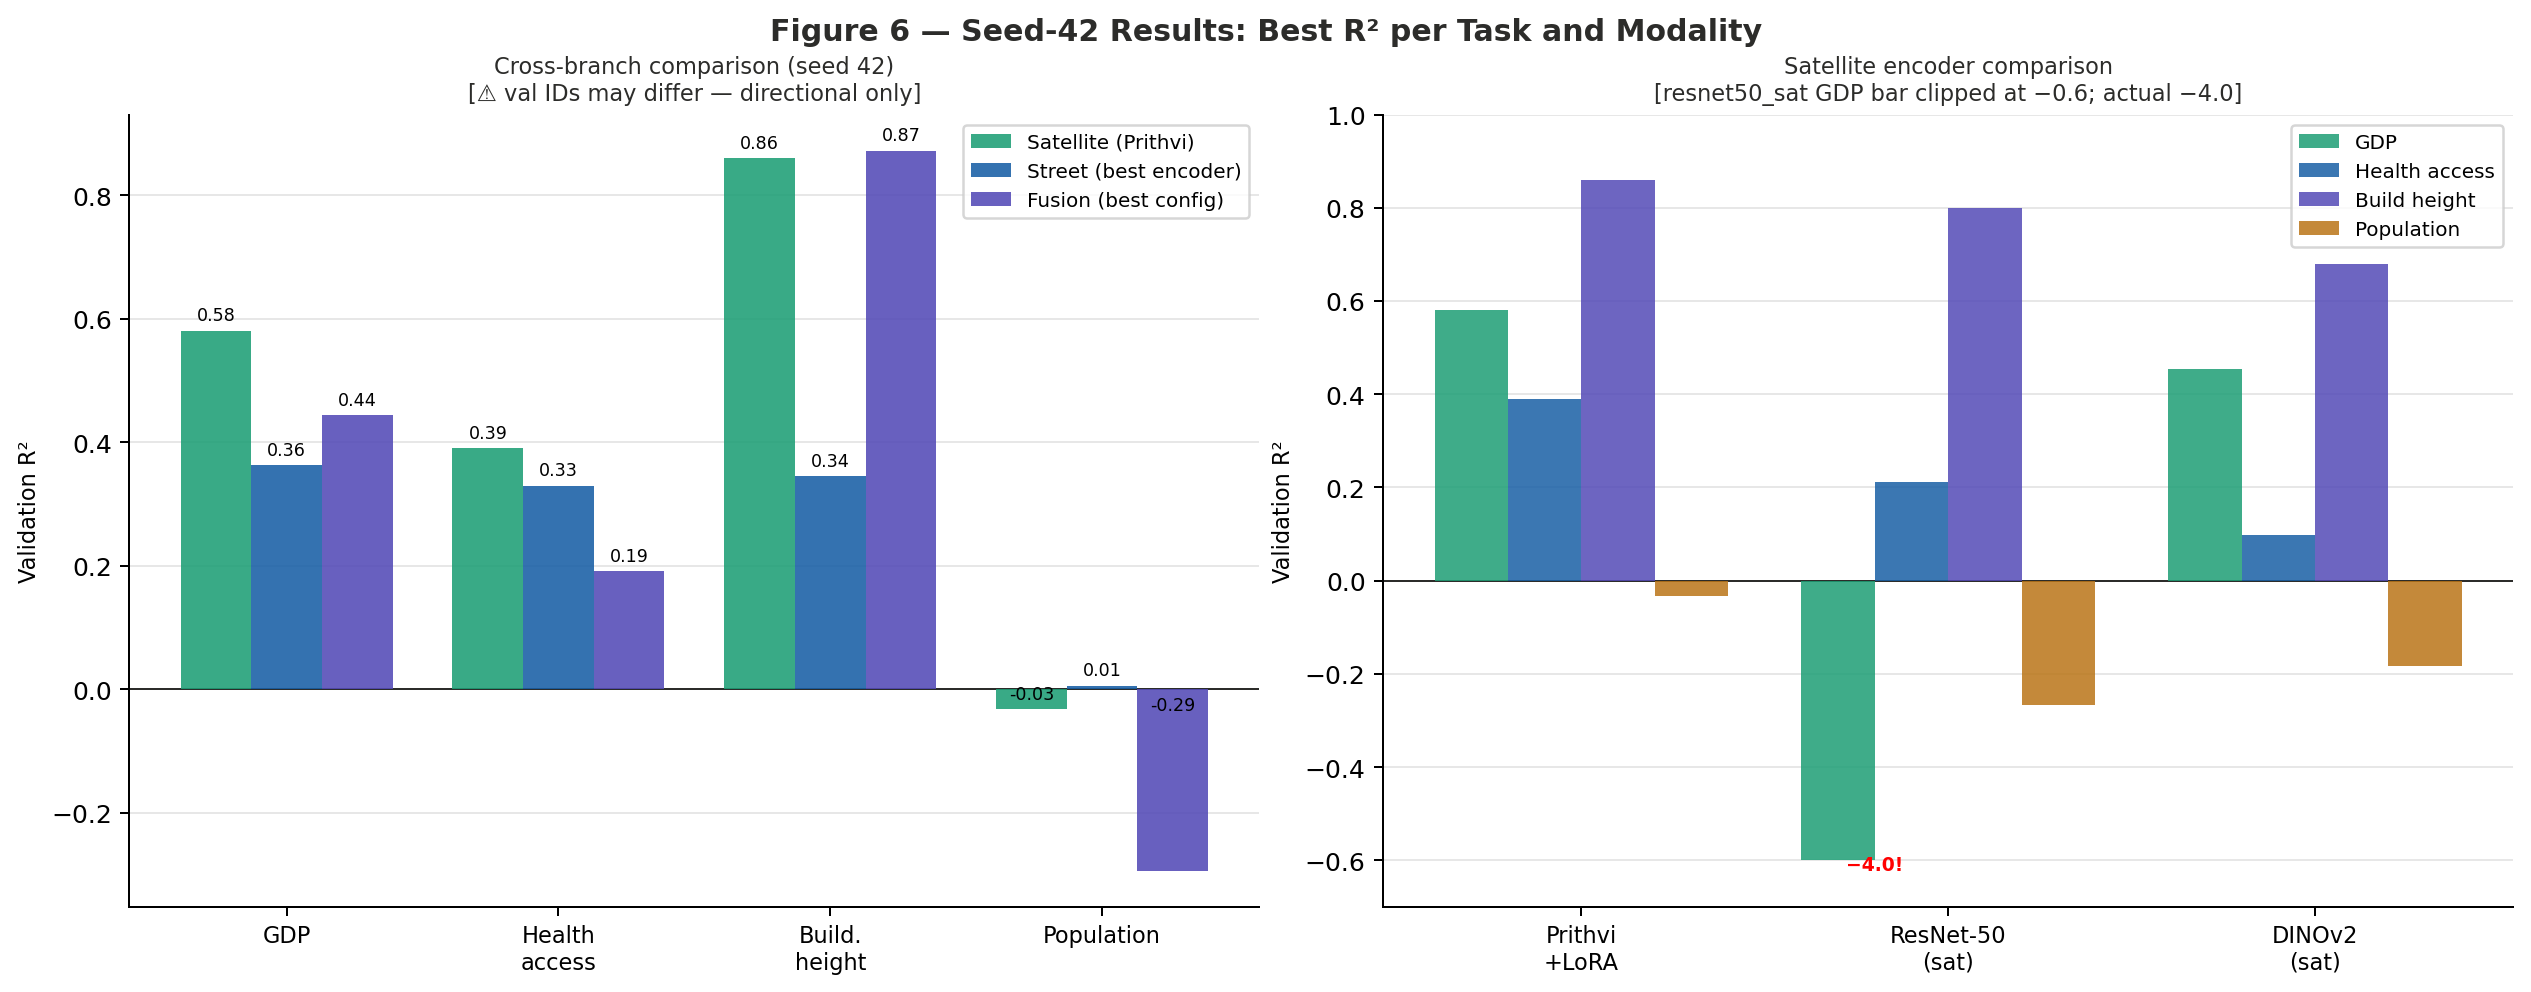 Figure 6 — Seed-42 Results: Best R² per Task and Modality
Cross-branch comparison (seed 42)
[⚠ val IDs may differ — directional only]
Validation R²
0.8
0.6
0.4
0.2
0.0
−0.2
0.58
0.36
0.44
0.39
0.33
0.19
0.86
0.34
0.87
-0.03
0.01
-0.29
Satellite (Prithvi)
Street (best encoder)
Fusion (best config)
GDP
Health
access
Build.
height
Population
Satellite encoder comparison
[resnet50_sat GDP bar clipped at −0.6; actual −4.0]
Validation R²
1.0
0.8
0.6
0.4
0.2
0.0
−0.2
−0.4
−0.6
GDP
Health access
Build height
Population
−4.0!
Prithvi
+LoRA
ResNet-50
(sat)
DINOv2
(sat)